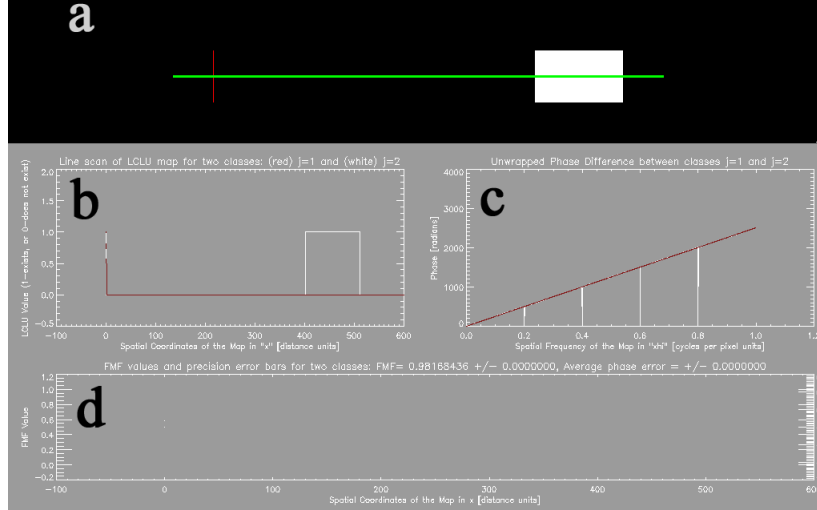 a
Line scan of LCLU map for two classes: (red) j=1 and (white) j=2
Unwrapped Phase Difference between classes j=1 and j=2
b
c
LCLU Value (1-exists, or 0-does not exist)
2.0
1.5
1.0
0.5
0.0
-0.5
-100 0 100 200 300 400 500 600
Spatial Coordinates of the Map in "x" [distance units]
Phase [radians]
4000
3000
2000
1000
0
0.0 0.2 0.4 0.6 0.8 1.0 1.2
Spatial Frequency of the Map in "xhi" [cycles per pixel units]
FMF values and precision error bars for two classes: FMF= 0.98168436 +/- 0.0000000, Average phase error = +/- 0.0000000
d
FMF Value
1.2
1.0
0.8
0.6
0.4
0.2
0.0
-0.2
-100 0 100 200 300 400 500 600
Spatial Coordinates of the Map in x [distance units]